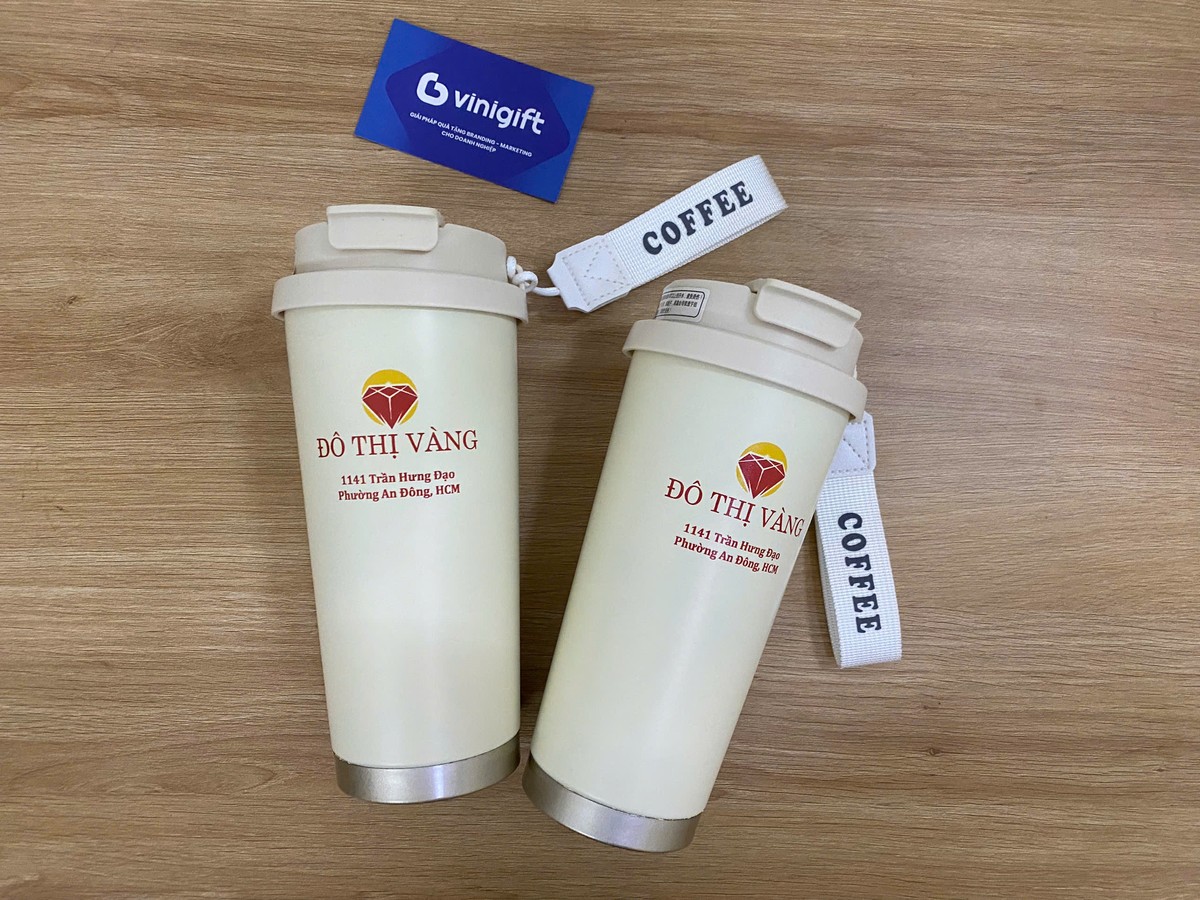 vinigift
GIẢI PHÁP QUÀ TẶNG BRANDING - MARKETING
CHO DOANH NGHIỆP
COFFEE
ĐÔ THỊ VÀNG
1141 Trần Hưng Đạo
Phường An Đông, HCM
ĐÔ THỊ VÀNG
1141 Trần Hưng Đạo
Phường An Đông, HCM
COFFEE